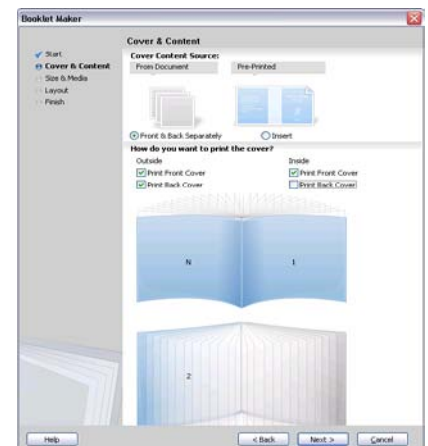 Booklet Maker
Start
Cover & Content
Size & Media
Layout
Finish
Cover & Content
Cover Content Source:
From Document Pre-Printed
Front & Back Separately Insert
How do you want to print the cover?
Outside Inside
Print Front Cover Print Front Cover
Print Back Cover Print Back Cover
N 1
2
Help < Back Next > Cancel